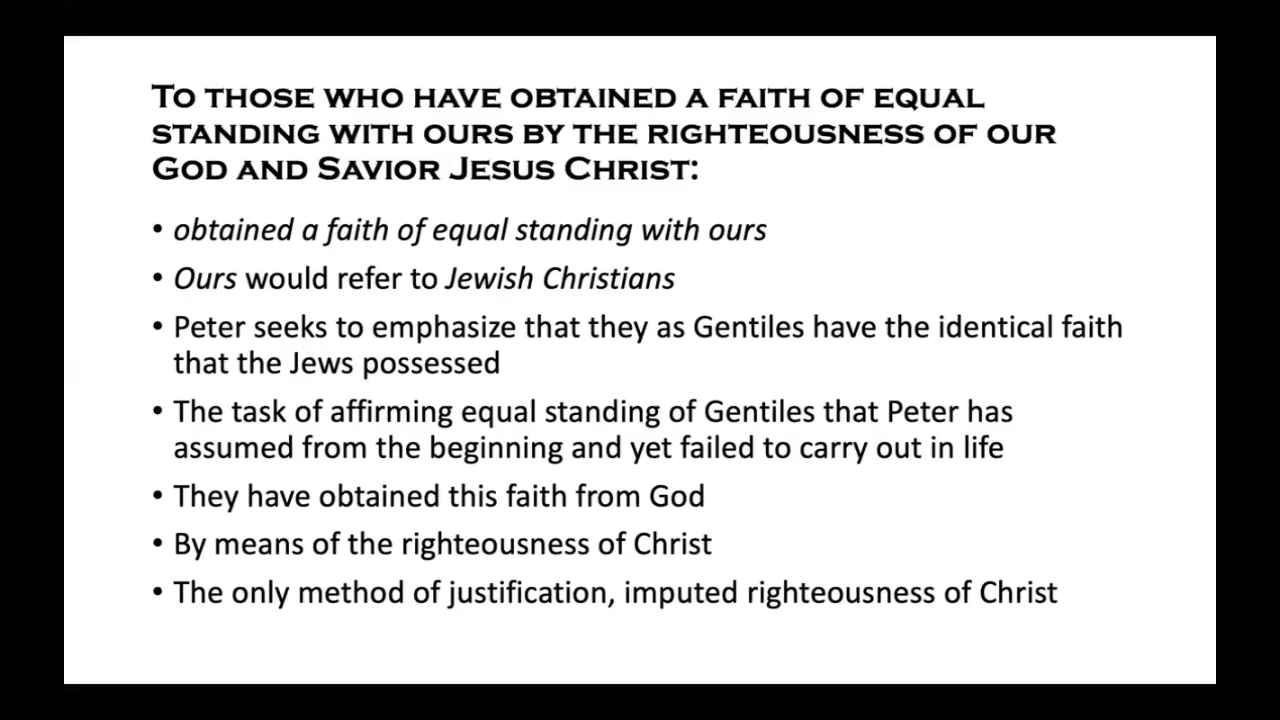 TO THOSE WHO HAVE OBTAINED A FAITH OF EQUAL
STANDING WITH OURS BY THE RIGHTEOUSNESS OF OUR
GOD AND SAVIOR JESUS CHRIST:
• obtained a faith of equal standing with ours
• Ours would refer to Jewish Christians
• Peter seeks to emphasize that they as Gentiles have the identical faith
that the Jews possessed
• The task of affirming equal standing of Gentiles that Peter has
assumed from the beginning and yet failed to carry out in life
• They have obtained this faith from God
• By means of the righteousness of Christ
• The only method of justification, imputed righteousness of Christ